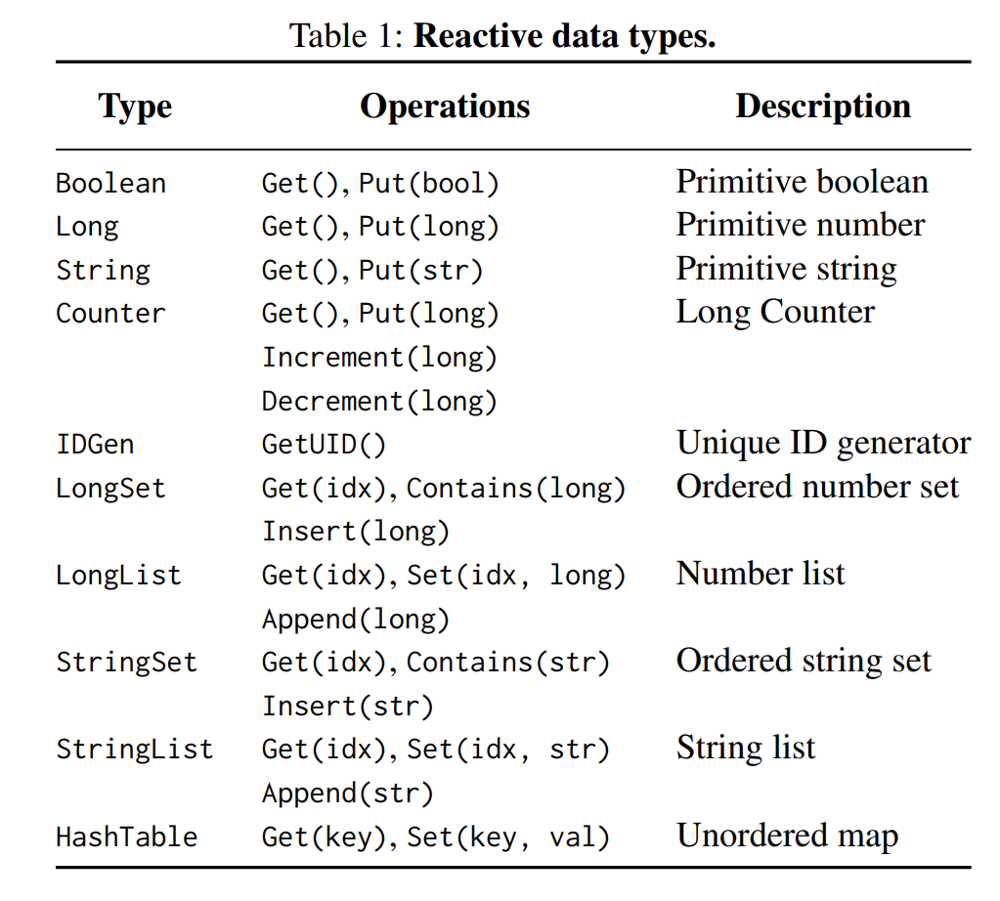 Table 1: Reactive data types.
Type Operations Description
Boolean Get(), Put(bool) Primitive boolean
Long Get(), Put(long) Primitive number
String Get(), Put(str) Primitive string
Counter Get(), Put(long) Long Counter
Increment(long)
Decrement(long)
IDGen GetUID() Unique ID generator
LongSet Get(idx), Contains(long) Ordered number set
Insert(long)
LongList Get(idx), Set(idx, long) Number list
Append(long)
StringSet Get(idx), Contains(str) Ordered string set
Insert(str)
StringList Get(idx), Set(idx, str) String list
Append(str)
HashTable Get(key), Set(key, val) Unordered map